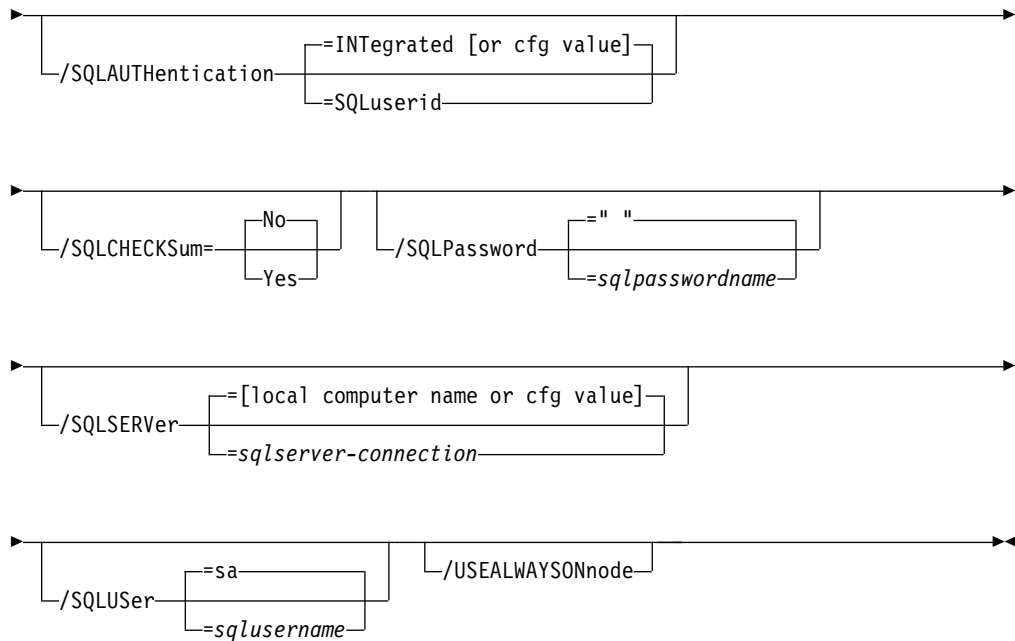 =INTegrated [or cfg value]
/SQLAUTHentication
=SQLuserid
No
=" "
/SQLCHECKSum=
/SQLPassword
Yes
=sqlpasswordname
=[local computer name or cfg value]
/SQLSERVer
=sqlserver-connection
=sa
/USEALWAYSONnode
/SQLUSer
=sqlusername